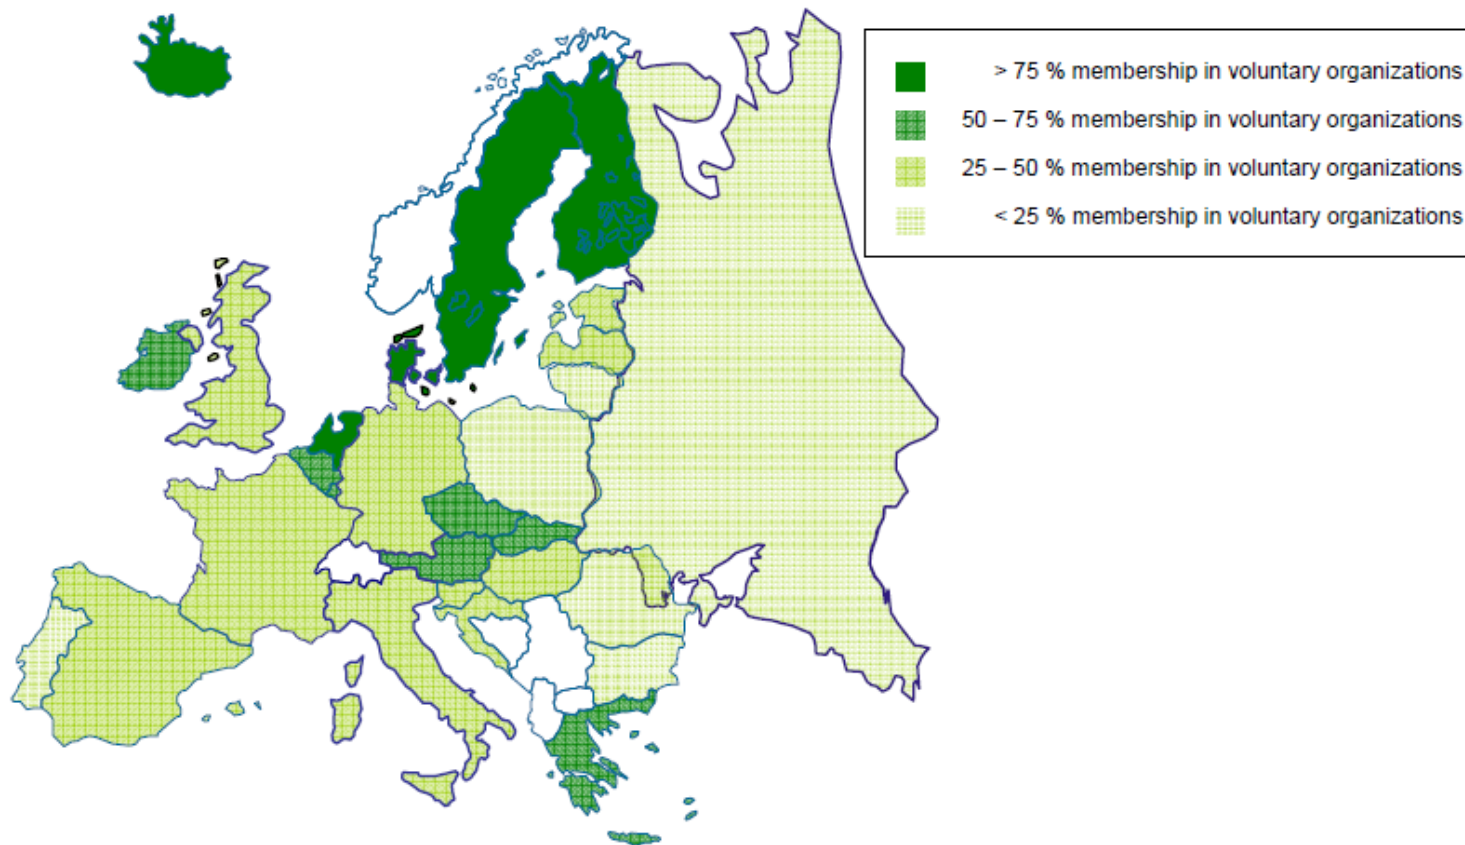 > 75 % membership in voluntary organizations
50 – 75 % membership in voluntary organizations
25 – 50 % membership in voluntary organizations
< 25 % membership in voluntary organizations